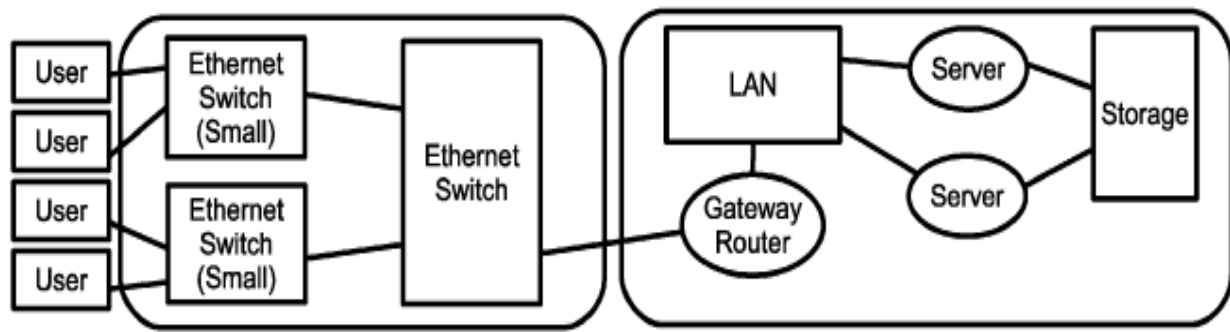 User
User
User
User
Ethernet
Switch
(Small)
Ethernet
Switch
(Small)
Ethernet
Switch
LAN
Gateway
Router
Server
Server
Storage